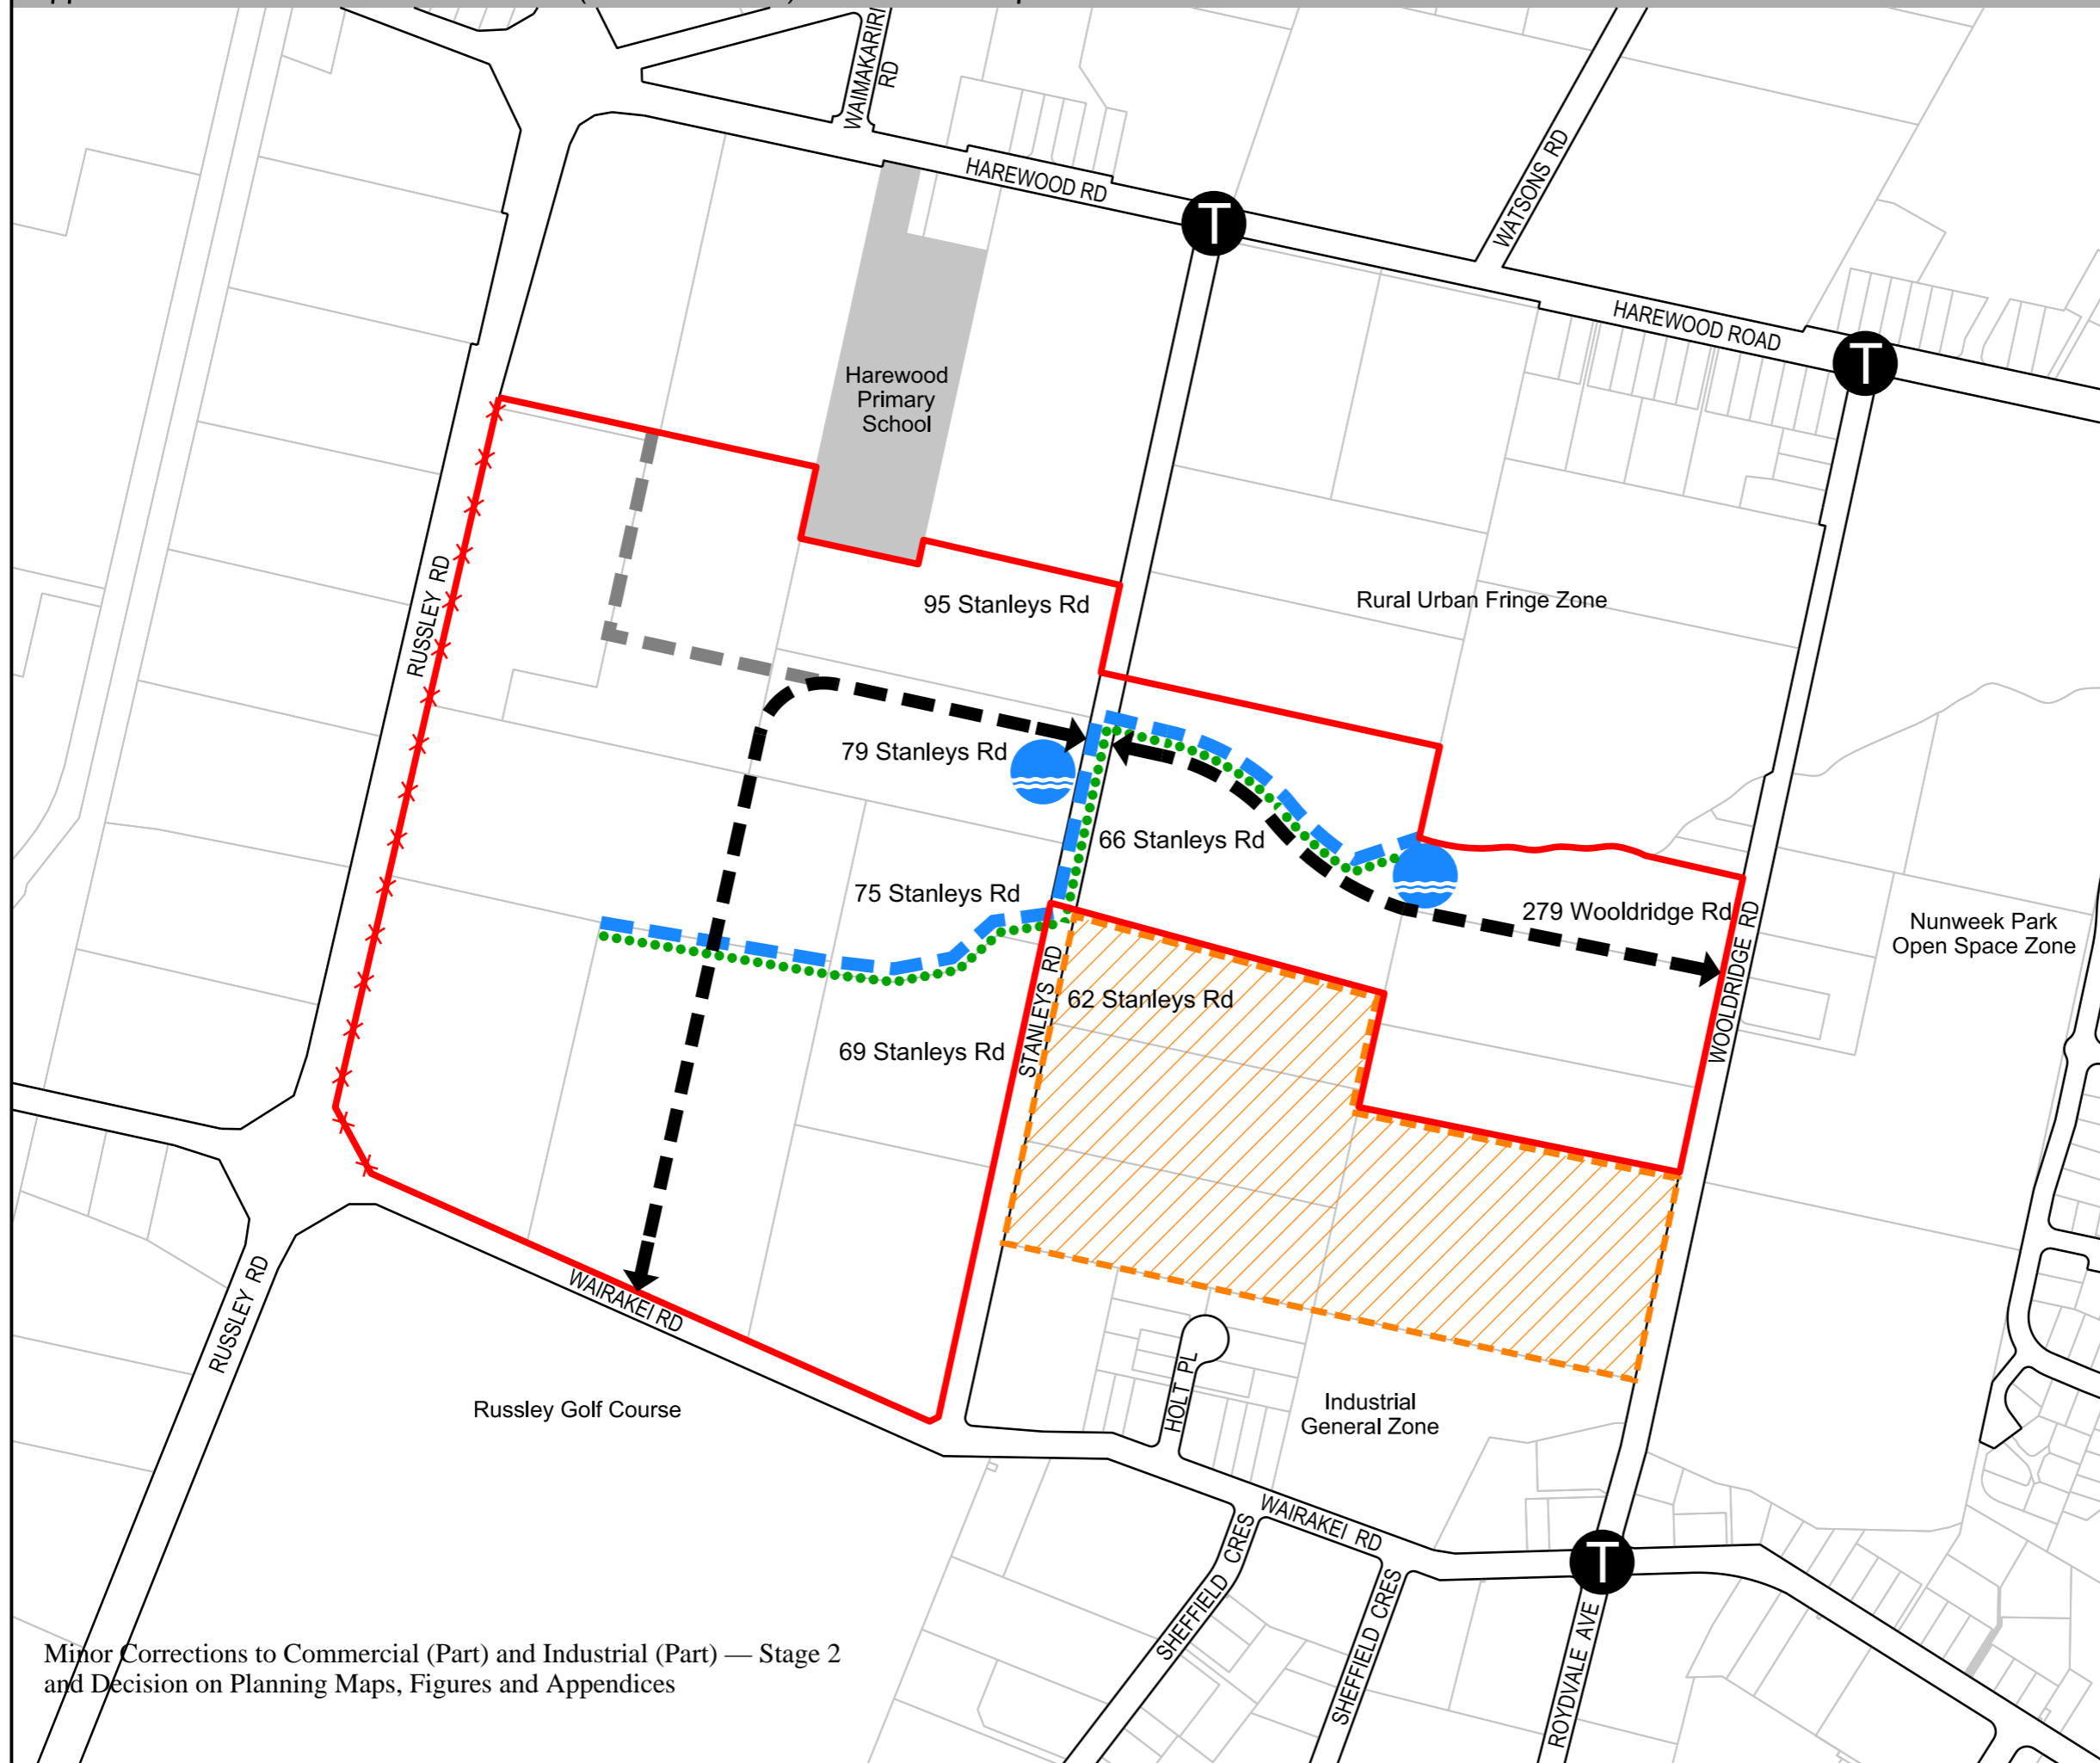 WAIMAKARIRI
RD
HAREWOOD RD
T
WATSONS RD
HAREWOOD ROAD
T
Harewood
Primary
School
RUSSLEY RD
95 Stanleys Rd
Rural Urban Fringe Zone
79 Stanleys Rd
66 Stanleys Rd
75 Stanleys Rd
279 Wooldridge Rd
Nunweek Park
Open Space Zone
WOOLDRIDGE RD
STANLEYS RD
62 Stanleys Rd
69 Stanleys Rd
RUSSLEY RD
WAIRAKEI RD
HOLT PL
Russley Golf Course
Industrial
General Zone
WAIRAKEI RD
SHEFFIELD CRES
SHEFFIELD CRES
T
ROYDVALE AVE
Minor Corrections to Commercial (Part) and Industrial (Part) — Stage 2
and Decision on Planning Maps, Figures and Appendices